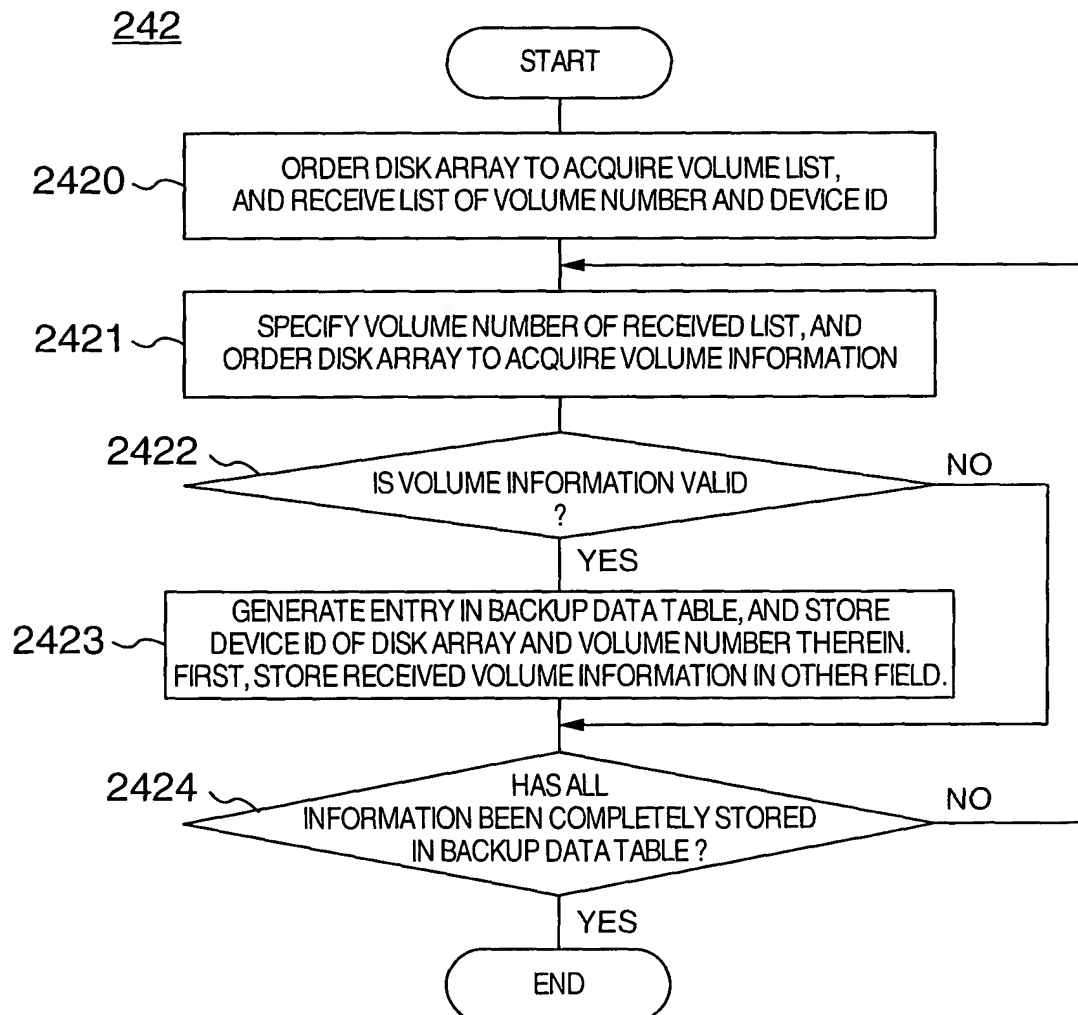 242
START
2420
ORDER DISK ARRAY TO ACQUIRE VOLUME LIST,
AND RECEIVE LIST OF VOLUME NUMBER AND DEVICE ID
2421
SPECIFY VOLUME NUMBER OF RECEIVED LIST, AND
ORDER DISK ARRAY TO ACQUIRE VOLUME INFORMATION
2422
IS VOLUME INFORMATION VALID
?
NO
YES
2423
GENERATE ENTRY IN BACKUP DATA TABLE, AND STORE
DEVICE ID OF DISK ARRAY AND VOLUME NUMBER THEREIN.
FIRST, STORE RECEIVED VOLUME INFORMATION IN OTHER FIELD.
2424
HAS ALL
INFORMATION BEEN COMPLETELY STORED
IN BACKUP DATA TABLE ?
NO
YES
END